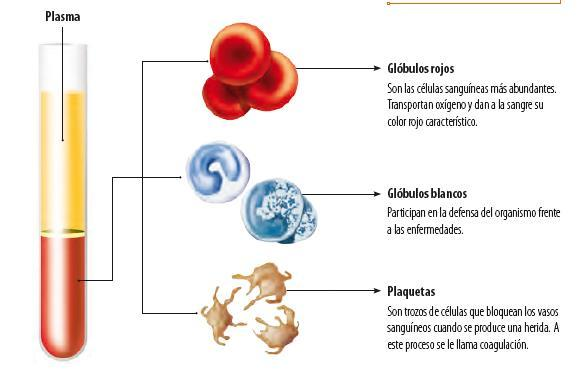 Plasma
Glóbulos rojos
Son las células sanguíneas más abundantes.
Transportan oxígeno y dan a la sangre su
color rojo característico.
Glóbulos blancos
Participan en la defensa del organismo frente
a las enfermedades.
Plaquetas
Son trozos de células que bloquean los vasos
sanguíneos cuando se produce una herida. A
este proceso se le llama coagulación.